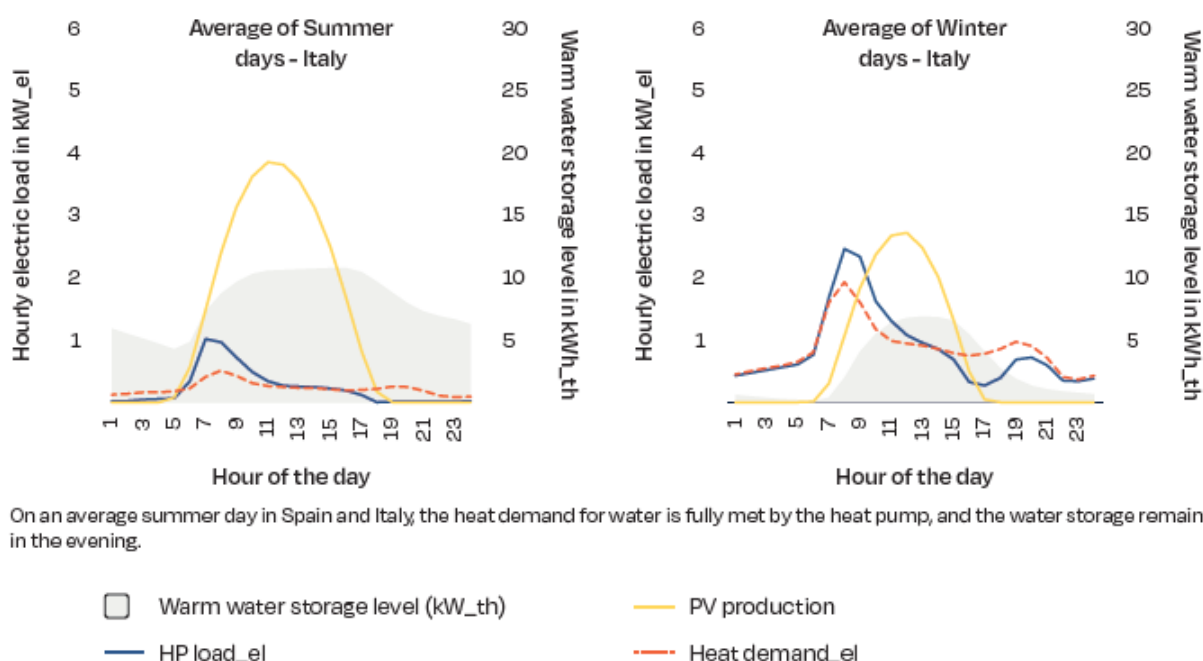 Average of Summer
days - Italy
Hourly electric load in kW_el
6
5
4
3
2
1
30
25
20
15
10
5
Warm water storage level in kWh_th
1 3 5 7 9 11 13 15 17 19 21 23
Hour of the day
Average of Winter
days - Italy
Hourly electric load in kW_el
6
5
4
3
2
1
30
25
20
15
10
5
Warm water storage level in kWh_th
1 3 5 7 9 11 13 15 17 19 21 23
Hour of the day
On an average summer day in Spain and Italy, the heat demand for water is fully met by the heat pump, and the water storage remain
in the evening.
Warm water storage level (kW_th)
PV production
HP load_el
Heat demand_el